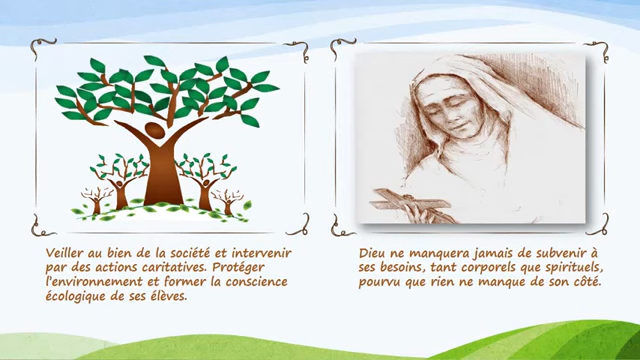 Veiller au bien de la société et intervenir
par des actions caritatives. Protéger
l'environnement et former la conscience
écologique de ses élèves.
Dieu ne manquera jamais de subvenir à
ses besoins, tant corporels que spirituels,
pourvu que rien ne manque de son côté.